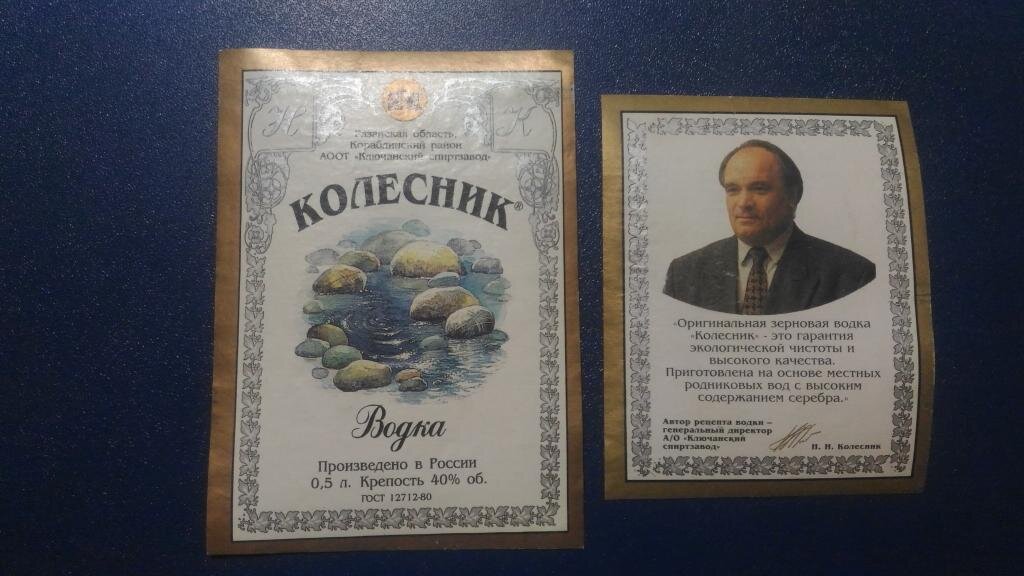 Н К
Рязанская область,
Кораблинский район
АООТ «Ключанский спиртзавод»
КОЛЕСНИК®
Водка
Произведено в России
0,5 л. Крепость 40% об.
ГОСТ 12712-80
«Оригинальная зерновая водка
«Колесник» - это гарантия
экологической чистоты и
высокого качества.
Приготовлена на основе местных
родниковых вод с высоким
содержанием серебра.»
Автор рецепта водки –
генеральный директор
А/О «Ключанский
спиртзавод»
Н. Н. Колесник